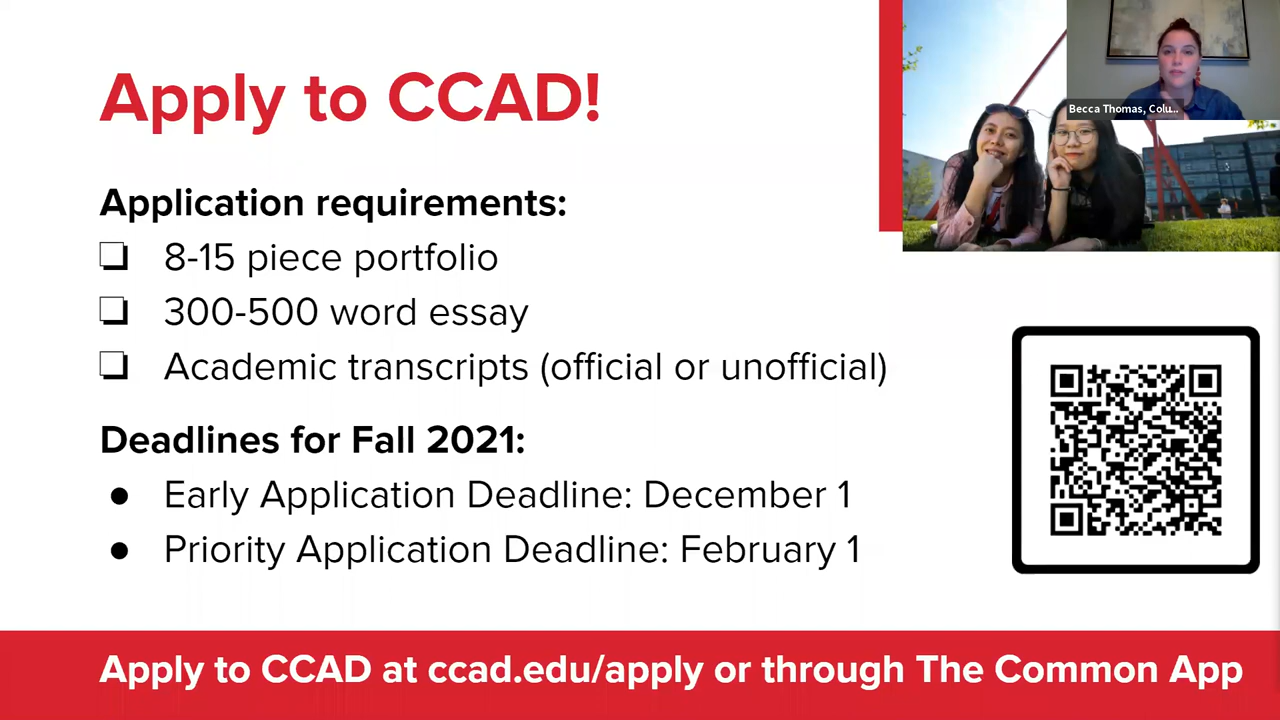 Apply to CCAD!
Becca Thomas, Colu...
Application requirements:
❏ 8-15 piece portfolio
❏ 300-500 word essay
❏ Academic transcripts (official or unofficial)
Deadlines for Fall 2021:
● Early Application Deadline: December 1
● Priority Application Deadline: February 1
Apply to CCAD at ccad.edu/apply or through The Common App